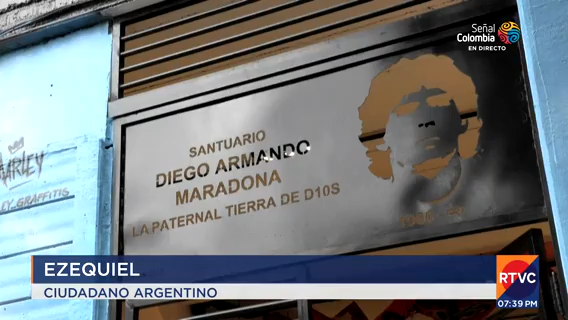 Señal
Colombia
EN DIRECTO
SANTUARIO
DIEGO ARMANDO
MARADONA
LA PATERNAL TIERRA DE D10S
EZEQUIEL
CIUDADANO ARGENTINO
RTVC
7:39 PM